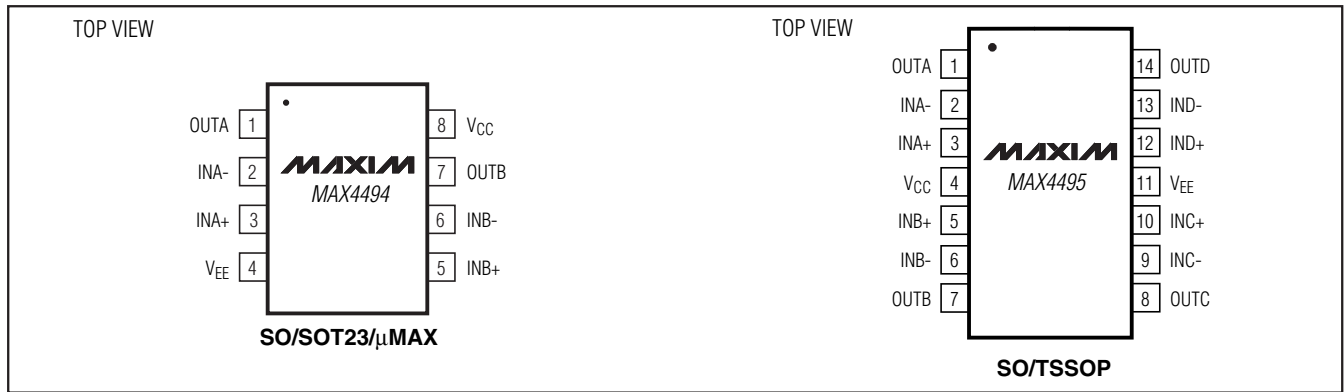 TOP VIEW
OUTA 1
INA- 2
INA+ 3
VEE 4
8 VCC
7 OUTB
6 INB-
5 INB+
MAXIM
MAX4494
SO/SOT23/µMAX
TOP VIEW
OUTA 1
INA- 2
INA+ 3
VCC 4
INB+ 5
INB- 6
OUTB 7
14 OUTD
13 IND-
12 IND+
11 VEE
10 INC+
9 INC-
8 OUTC
MAXIM
MAX4495
SO/TSSOP